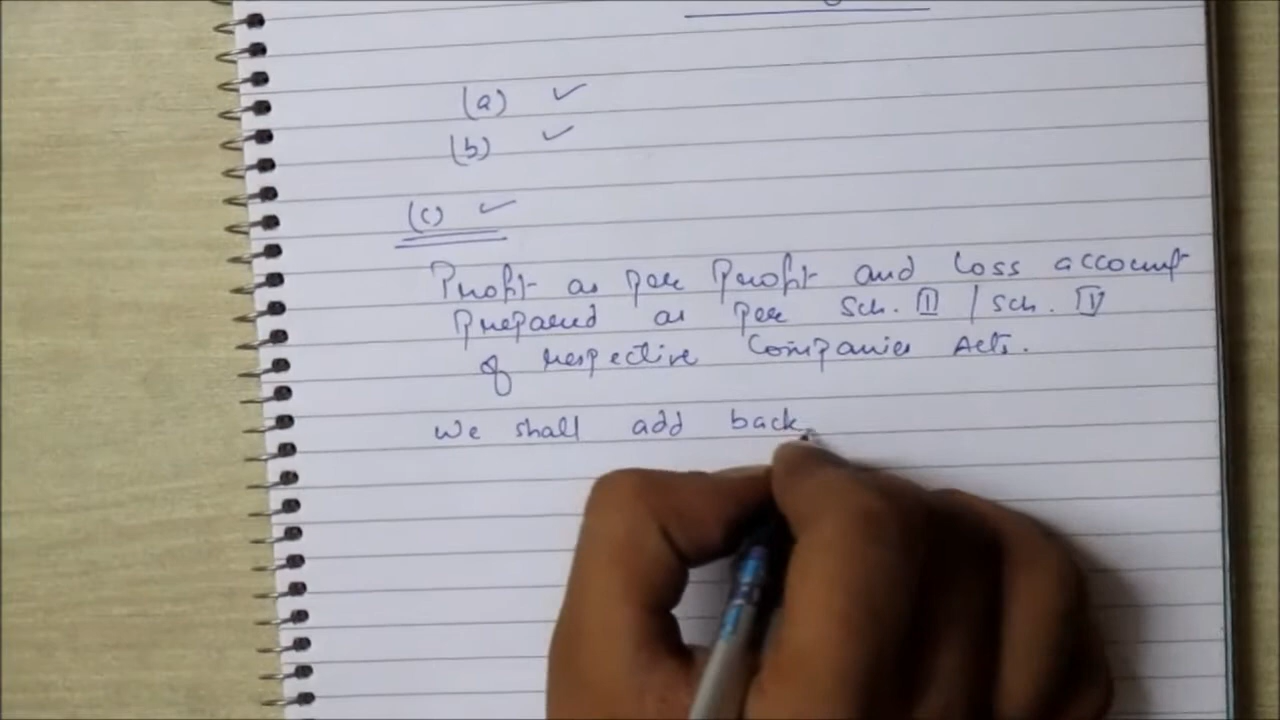 (a) ✓
(b) ✓
(c) ✓
Profit as per Profit and Loss account
Prepared as per Sch. III / Sch. IV
of respective Companies Acts.
We shall add back